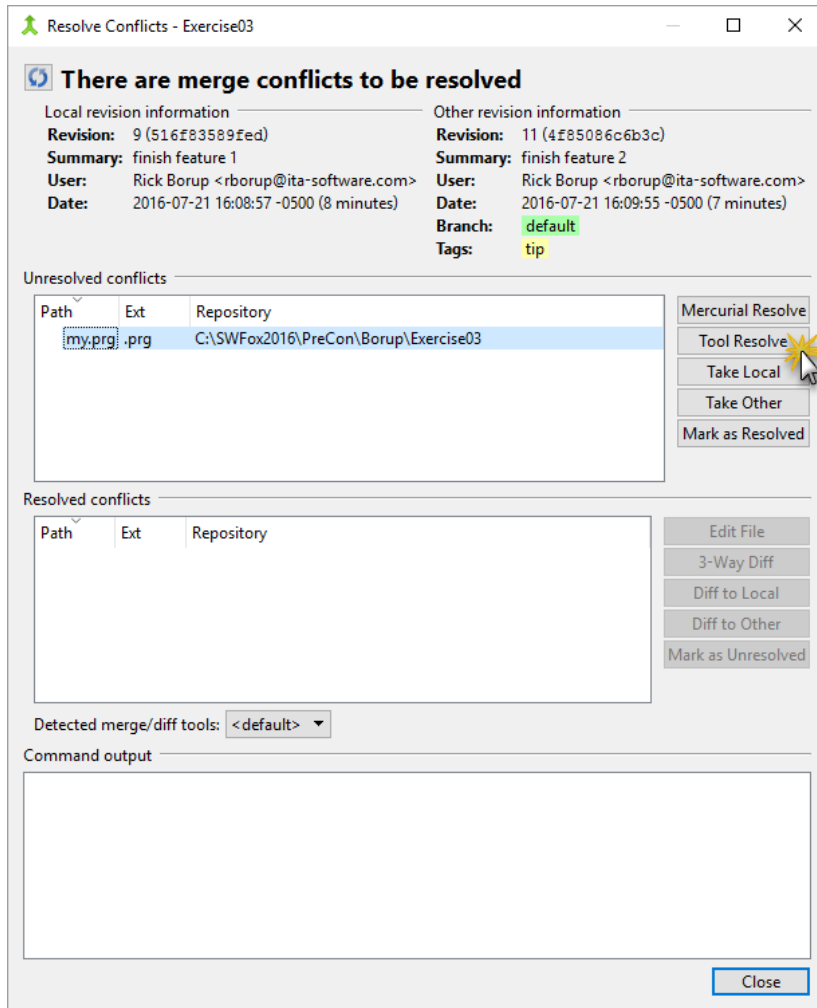 Resolve Conflicts - Exercise03
There are merge conflicts to be resolved
Local revision information
Revision: 9 (516f83589fed)
Summary: finish feature 1
User: Rick Borup <rborup@ita-software.com>
Date: 2016-07-21 16:08:57 -0500 (8 minutes)
Other revision information
Revision: 11 (4f85086c6b3c)
Summary: finish feature 2
User: Rick Borup <rborup@ita-software.com>
Date: 2016-07-21 16:09:55 -0500 (7 minutes)
Branch: default
Tags: tip
Unresolved conflicts
Path Ext Repository
my.prg .prg C:\SWFox2016\PreCon\Borup\Exercise03
Mercurial Resolve
Tool Resolve
Take Local
Take Other
Mark as Resolved
Resolved conflicts
Path Ext Repository
Edit File
3-Way Diff
Diff to Local
Diff to Other
Mark as Unresolved
Detected merge/diff tools: <default>
Command output
Close